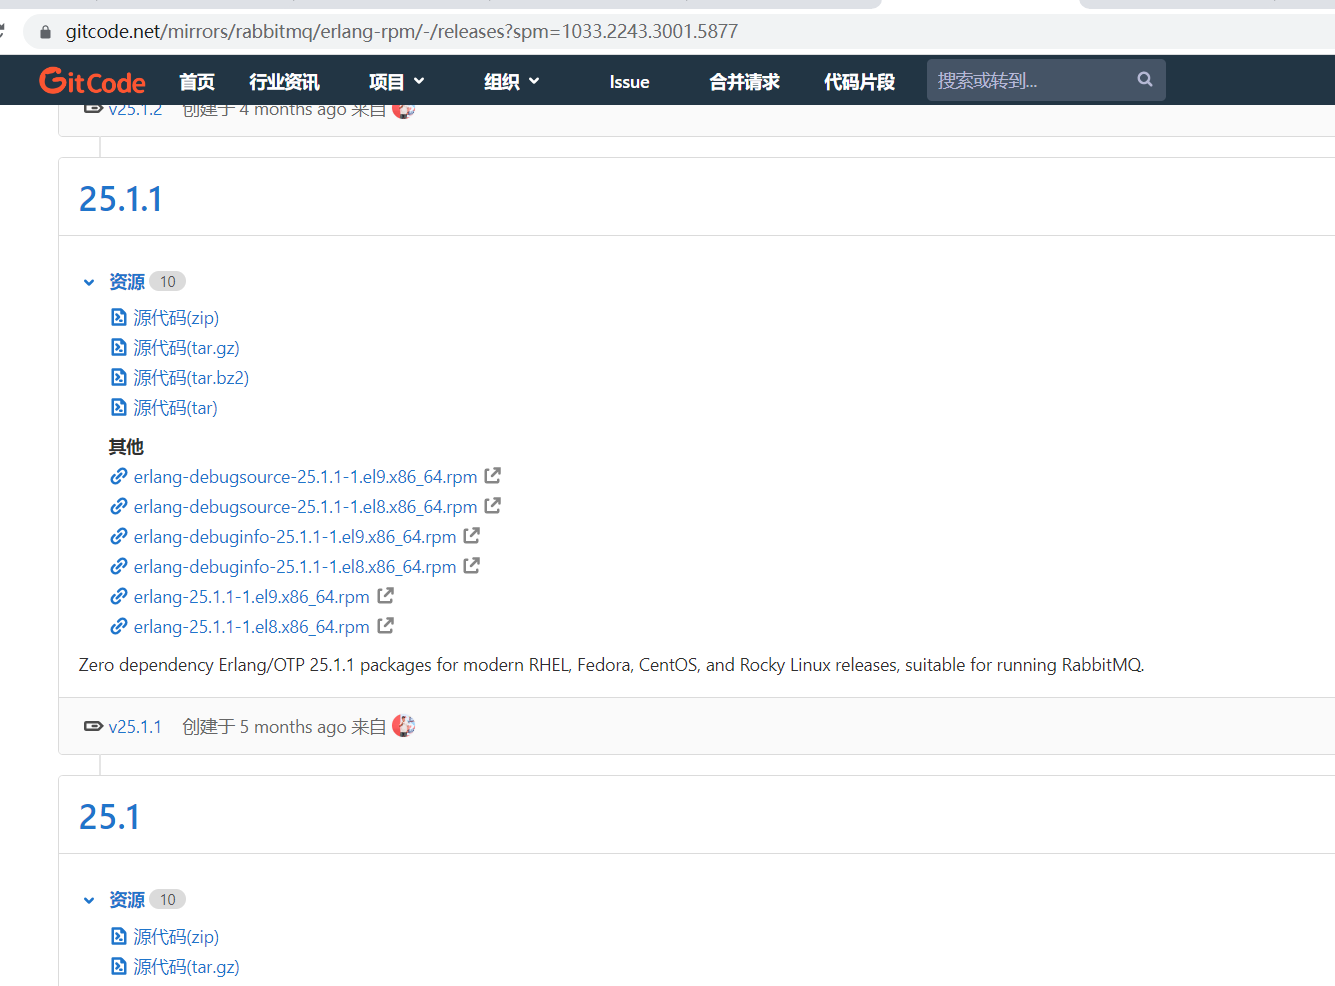 gitcode.net/mirrors/rabbitmq/erlang-rpm/-/releases?spm=1033.2243.3001.5877
GitCode 首页 行业资讯 项目 组织 Issue 合并请求 代码片段 搜索或转到...
v25.1.2 创建于 4 months ago 来自
25.1.1
资源 10
源代码(zip)
源代码(tar.gz)
源代码(tar.bz2)
源代码(tar)
其他
erlang-debugsource-25.1.1-1.el9.x86_64.rpm
erlang-debugsource-25.1.1-1.el8.x86_64.rpm
erlang-debuginfo-25.1.1-1.el9.x86_64.rpm
erlang-debuginfo-25.1.1-1.el8.x86_64.rpm
erlang-25.1.1-1.el9.x86_64.rpm
erlang-25.1.1-1.el8.x86_64.rpm
Zero dependency Erlang/OTP 25.1.1 packages for modern RHEL, Fedora, CentOS, and Rocky Linux releases, suitable for running RabbitMQ.
v25.1.1 创建于 5 months ago 来自
25.1
资源 10
源代码(zip)
源代码(tar.gz)